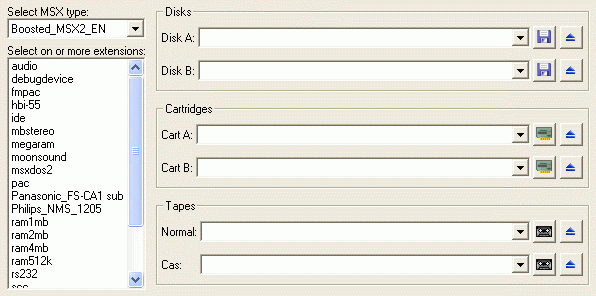 Select MSX type:
Boosted_MSX2_EN
Select on or more extensions:
audio
debugdevice
fmpac
hbi-55
ide
mbstereo
megaram
moonsound
msxdos2
pac
Panasonic_FS-CA1 sub
Philips_NMS_1205
ram1mb
ram2mb
ram4mb
ram512k
rs232
Disks
Disk A:
Disk B:
Cartridges
Cart A:
Cart B:
Tapes
Normal:
Cas: